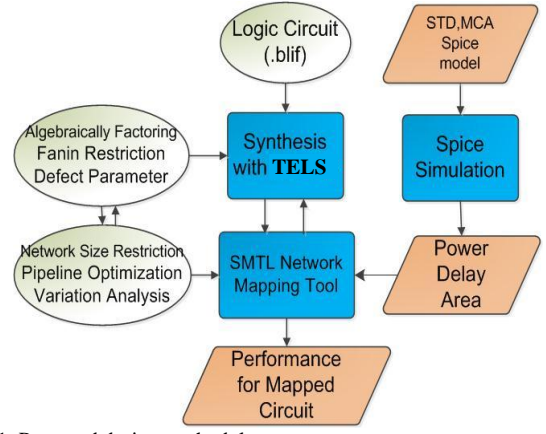 Logic Circuit
(.blif)
STD,MCA
Spice
model
Algebraically Factoring
Fanin Restriction
Defect Parameter
Synthesis
with TELS
Spice
Simulation
Network Size Restriction
Pipeline Optimization
Variation Analysis
SMTL Network
Mapping Tool
Power
Delay
Area
Performance
for Mapped
Circuit